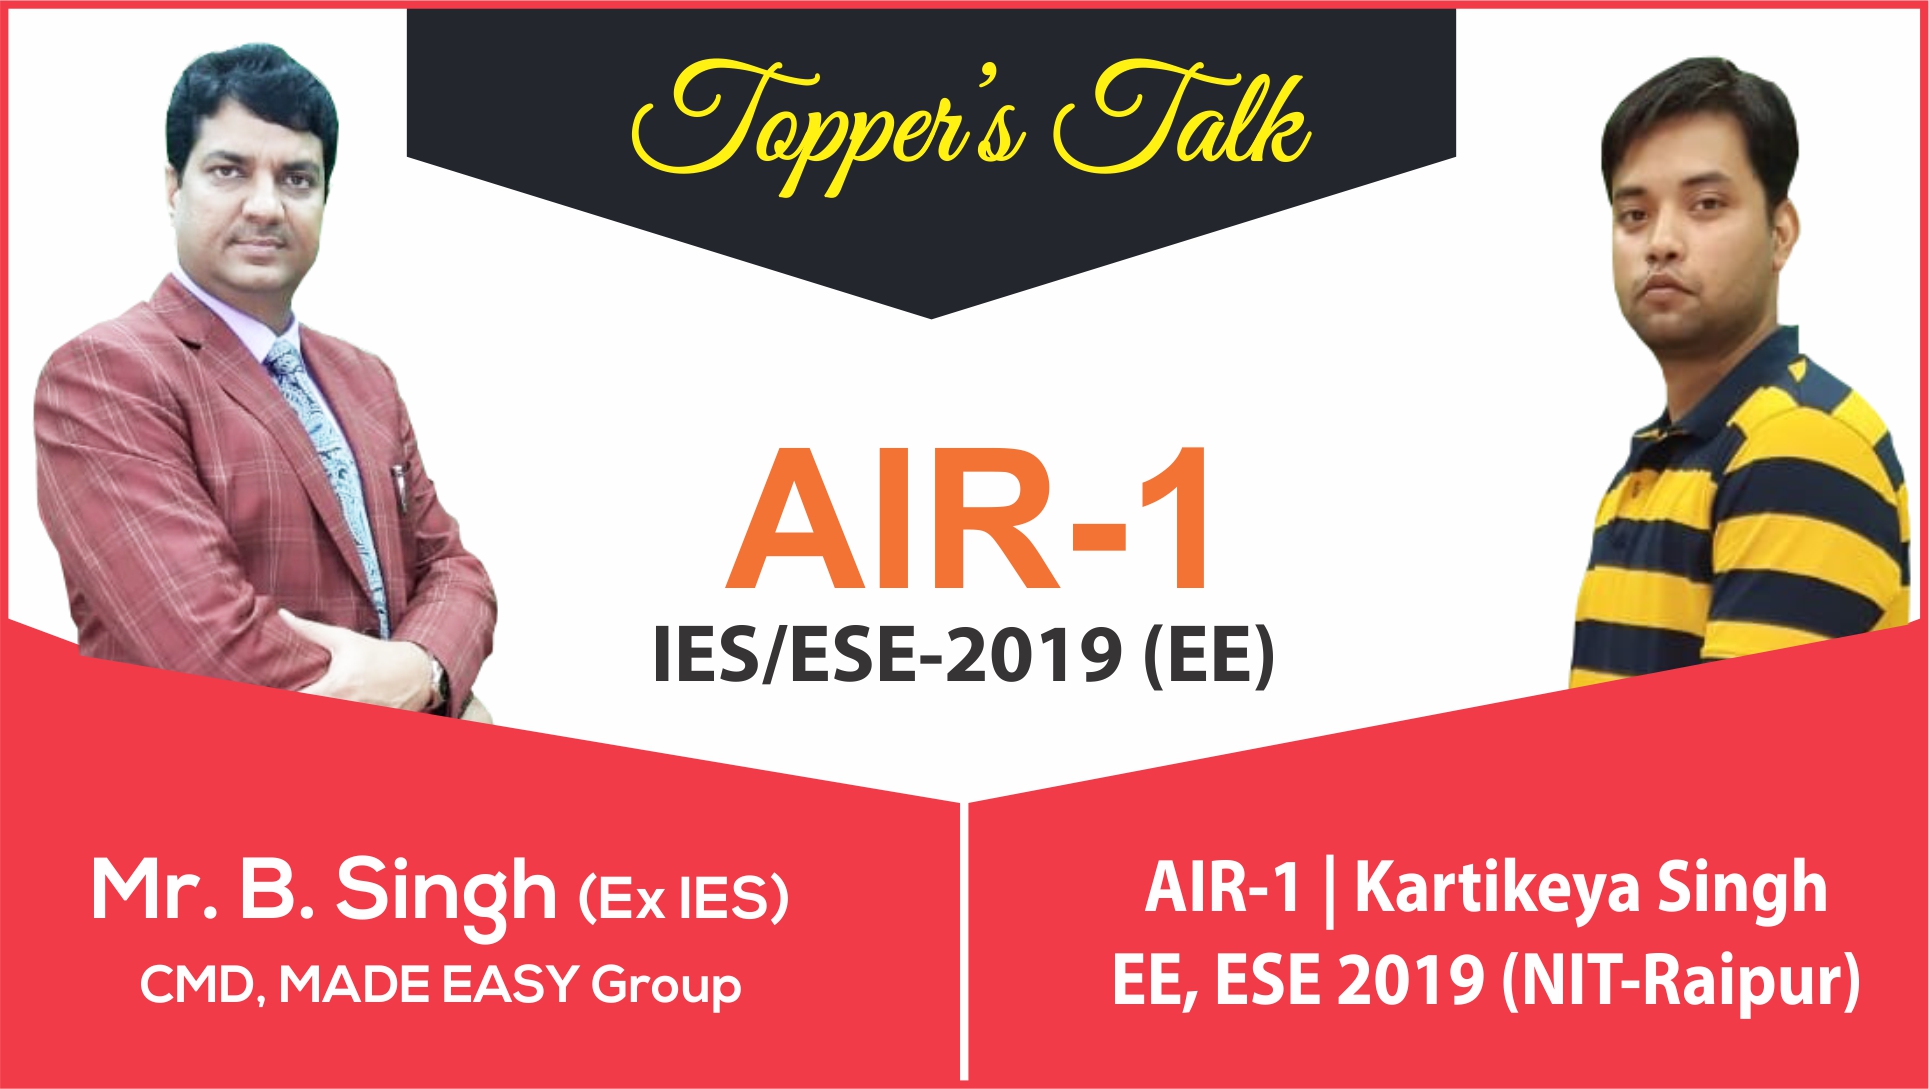 Topper's Talk
AIR-1
IES/ESE-2019 (EE)
Mr. B. Singh (Ex IES)
CMD, MADE EASY Group
AIR-1 | Kartikeya Singh
EE, ESE 2019 (NIT-Raipur)